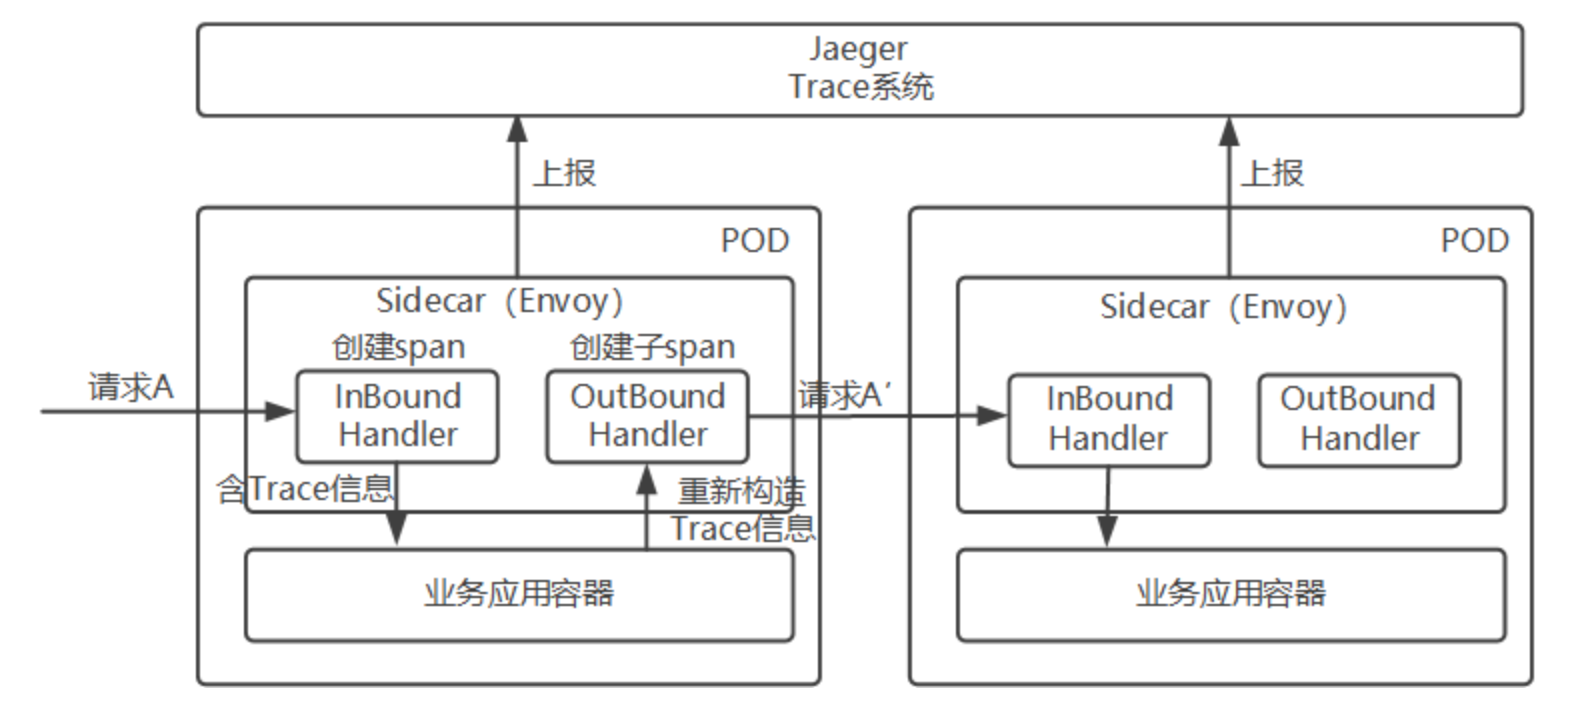 Jaeger
Trace系统
上报
上报
POD
POD
Sidecar（Envoy）
Sidecar（Envoy）
创建span
创建子span
请求A
InBound
Handler
OutBound
Handler
请求A′
InBound
Handler
OutBound
Handler
含Trace信息
重新构造
Trace信息
业务应用容器
业务应用容器